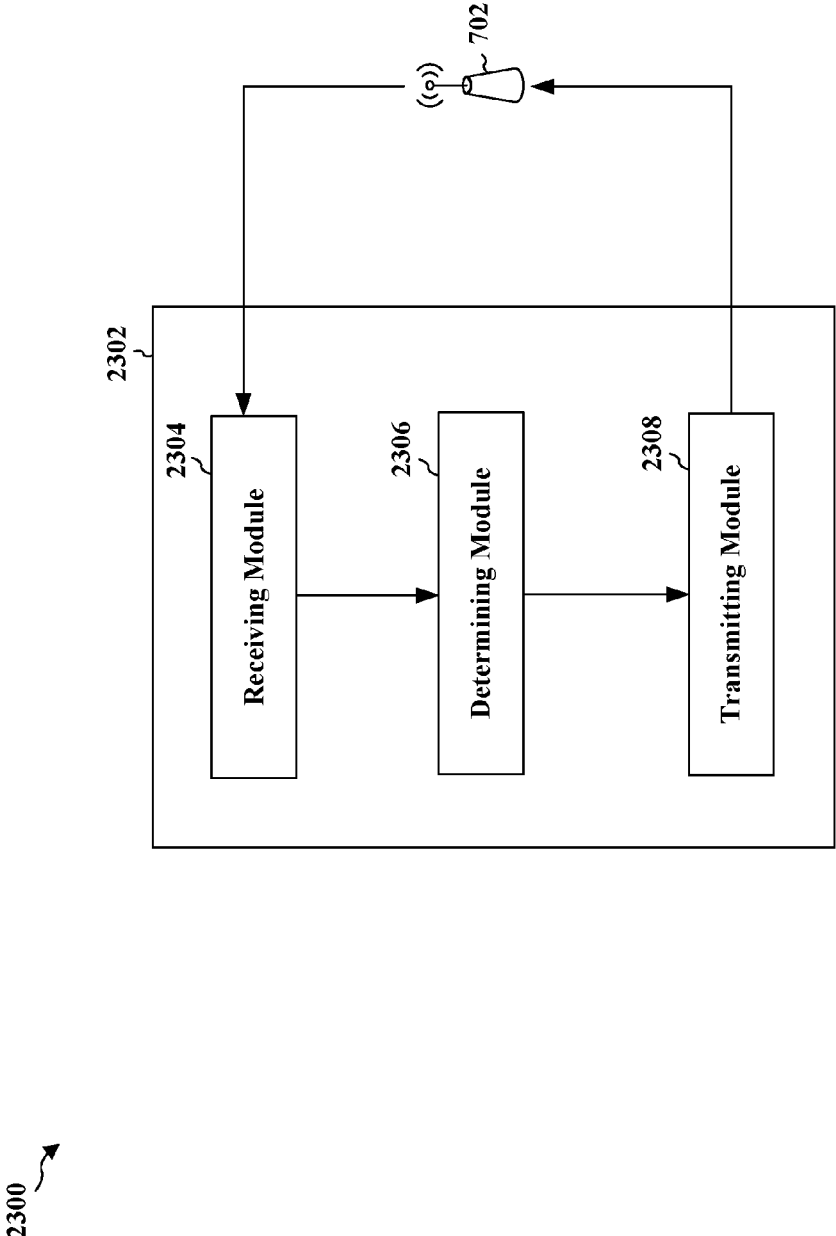 2300
2302
2304
Receiving Module
2306
Determining Module
2308
Transmitting Module
702